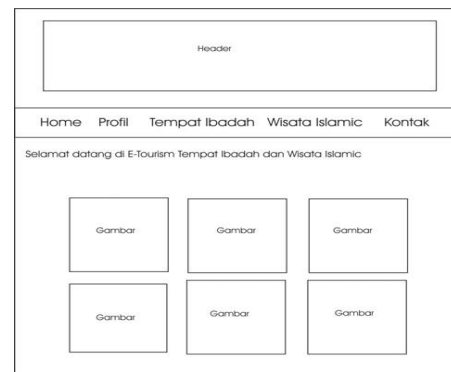 Header
Home Profil Tempat Ibadah Wisata Islamic Kontak
Selamat datang di E-Tourism Tempat Ibadah dan Wisata Islamic
Gambar Gambar Gambar
Gambar Gambar Gambar